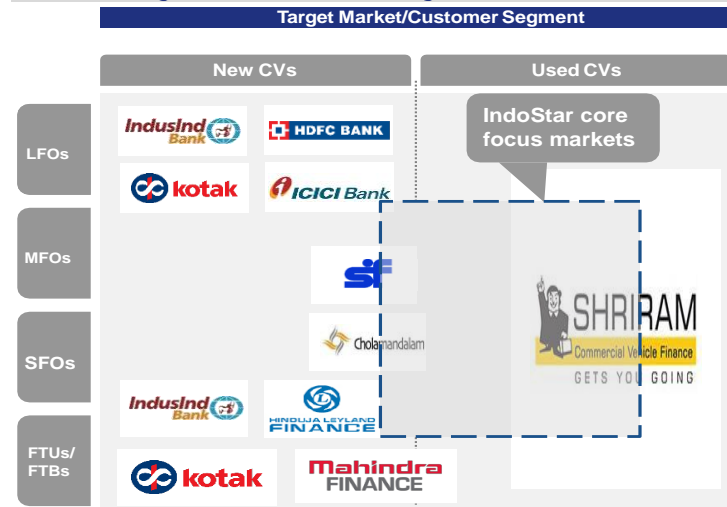 Target Market/Customer Segment
New CVs
Used CVs
IndoStar core
focus markets
LFOs
IndusInd
Bank
HDFC BANK
kotak
ICICI Bank
MFOs
sf
SHRIRAM
Commercial Vehicle Finance
GETS YOU GOING
SFOs
Cholamandalam
IndusInd
Bank
HINDUJA LEYLAND
FINANCE
FTUs/
FTBs
kotak
Mahindra
FINANCE